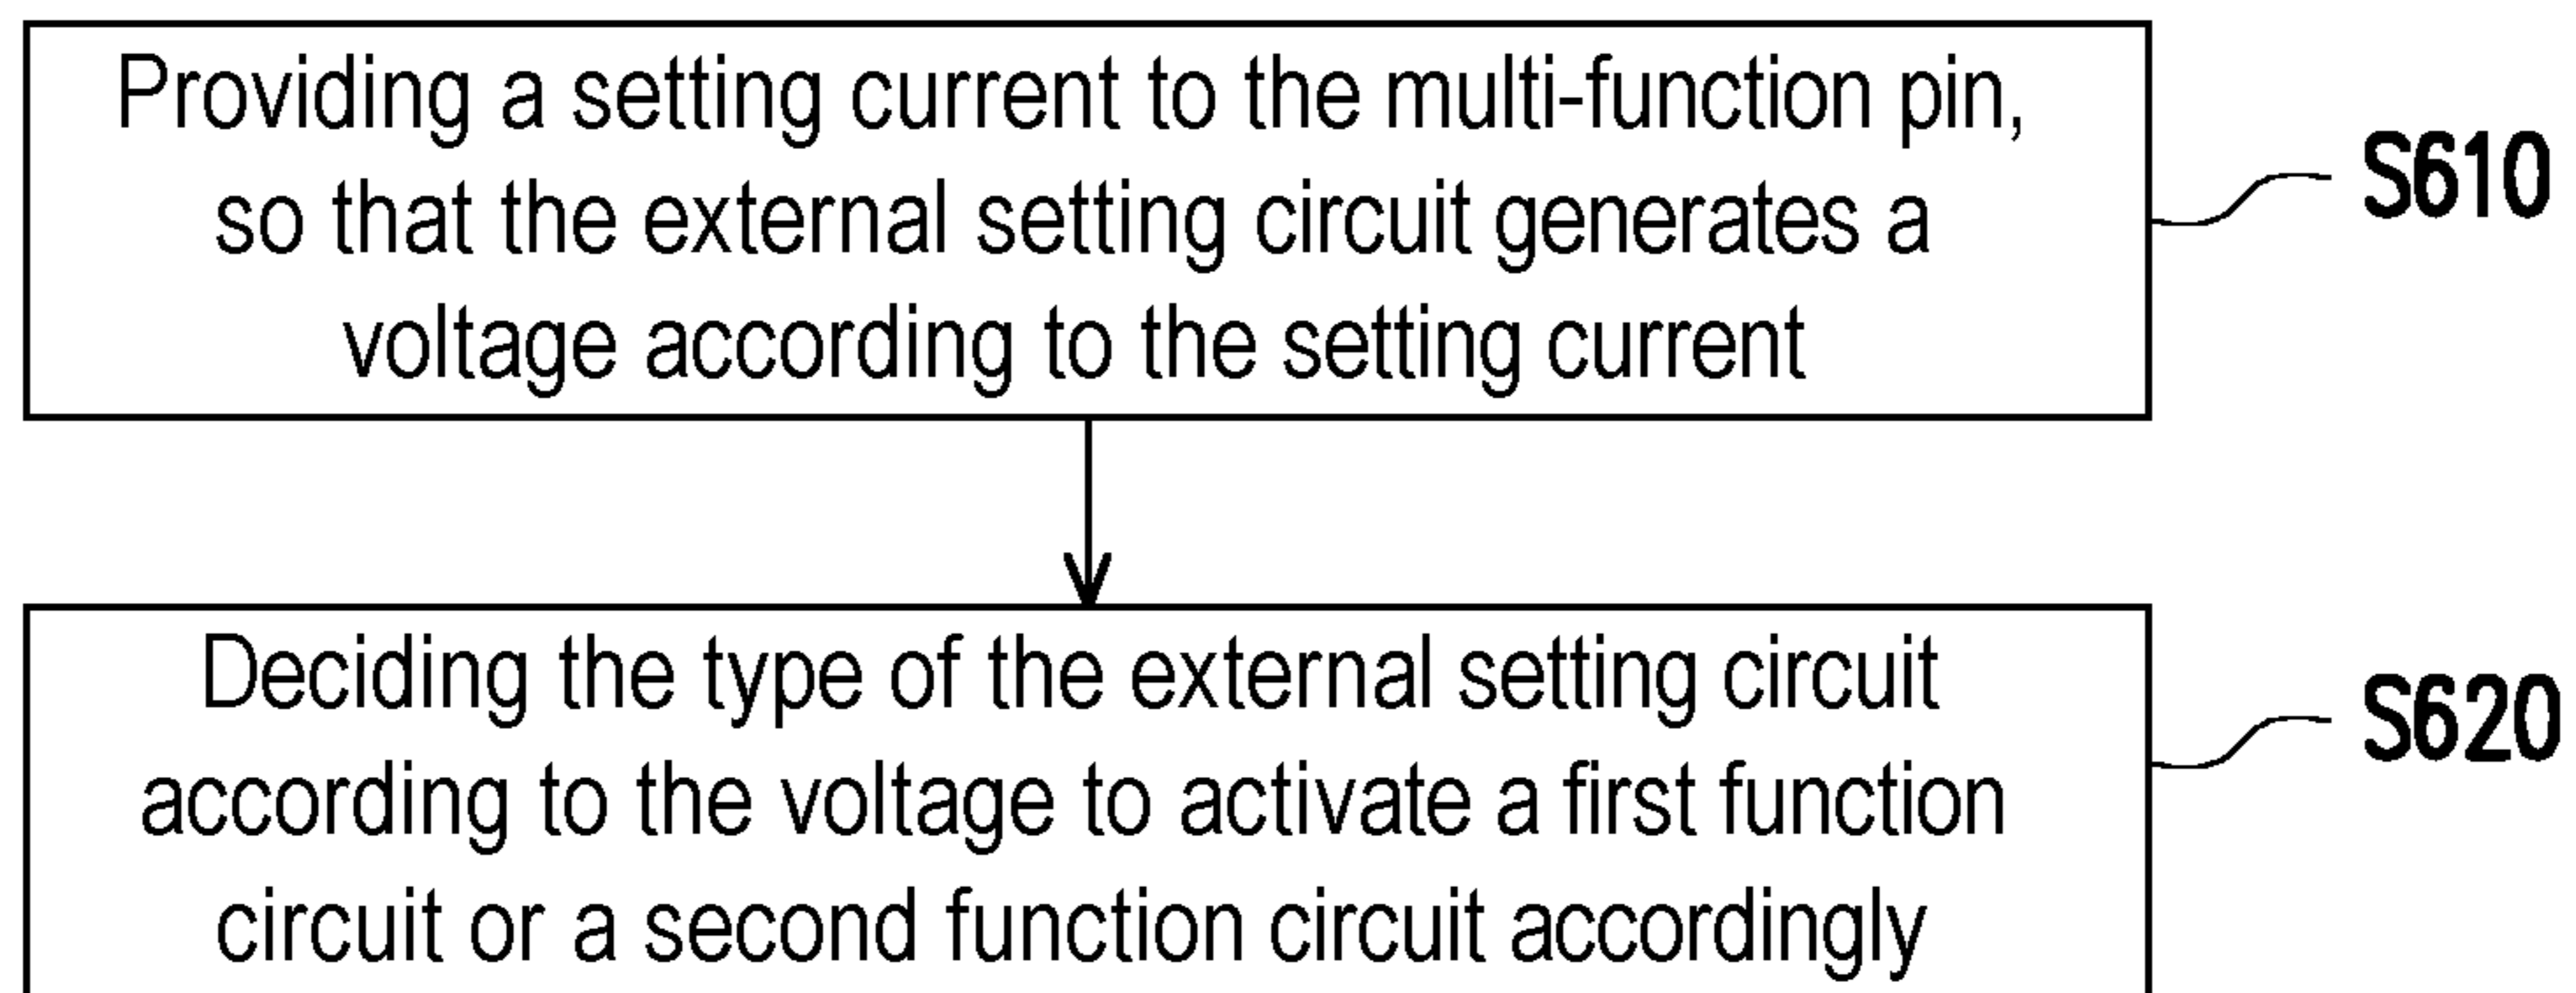 Providing a setting current to the multi-function pin,
so that the external setting circuit generates a
voltage according to the setting current
S610
Deciding the type of the external setting circuit
according to the voltage to activate a first function
circuit or a second function circuit accordingly
S620